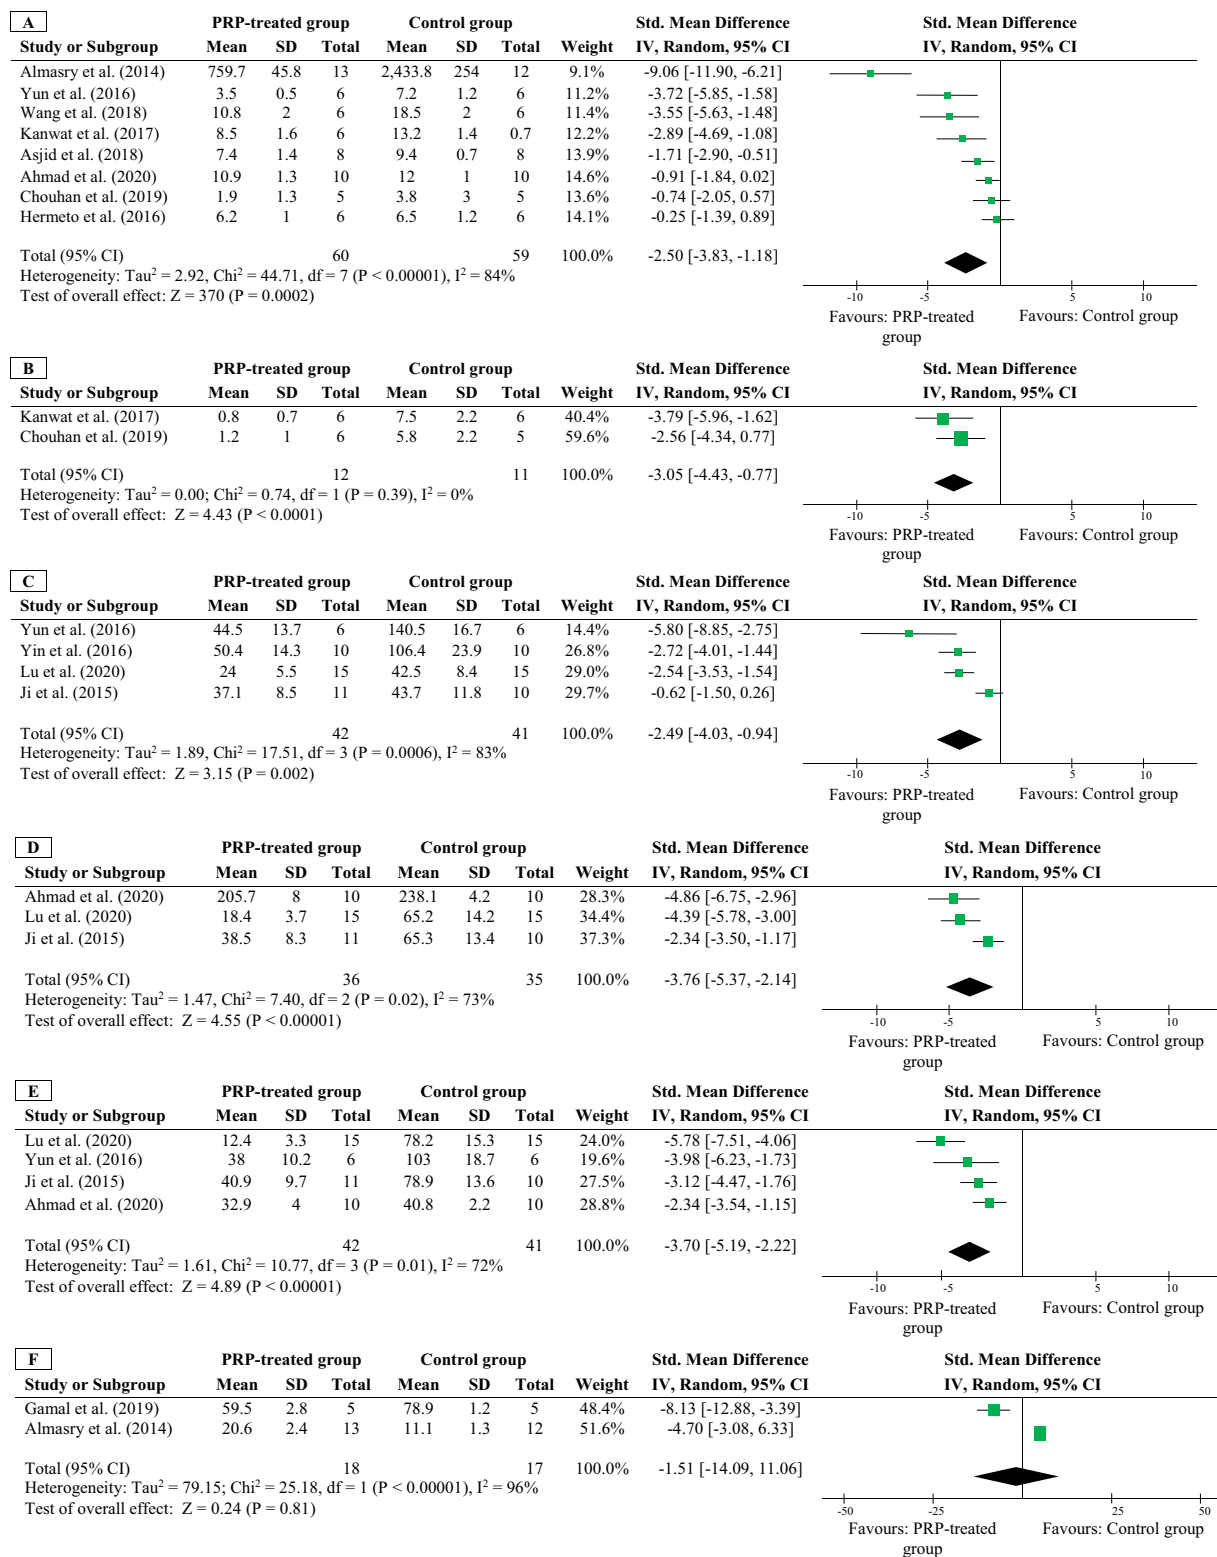 A PRP-treated group Control group Std. Mean Difference Std. Mean Difference
Study or Subgroup Mean SD Total Mean SD Total Weight IV, Random, 95% CI IV, Random, 95% CI
Almasry et al. (2014) 759.7 45.8 13 2,433.8 254 12 9.1% -9.06 [-11.90, -6.21]
Yun et al. (2016) 3.5 0.5 6 7.2 1.2 6 11.2% -3.72 [-5.85, -1.58]
Wang et al. (2018) 10.8 2 6 18.5 2 6 11.4% -3.55 [-5.63, -1.48]
Kanwat et al. (2017) 8.5 1.6 6 13.2 1.4 0.7 12.2% -2.89 [-4.69, -1.08]
Asjid et al. (2018) 7.4 1.4 8 9.4 0.7 8 13.9% -1.71 [-2.90, -0.51]
Ahmad et al. (2020) 10.9 1.3 10 12 1 10 14.6% -0.91 [-1.84, 0.02]
Chouhan et al. (2019) 1.9 1.3 5 3.8 3 5 13.6% -0.74 [-2.05, 0.57]
Hermeto et al. (2016) 6.2 1 6 6.5 1.2 6 14.1% -0.25 [-1.39, 0.89]
Total (95% CI) 60 59 100.0% -2.50 [-3.83, -1.18]
Heterogeneity: Tau² = 2.92, Chi² = 44.71, df = 7 (P < 0.00001), I² = 84%
Test of overall effect: Z = 370 (P = 0.0002)
-10 -5 5 10
Favours: PRP-treated Favours: Control group
group
B PRP-treated group Control group Std. Mean Difference Std. Mean Difference
Study or Subgroup Mean SD Total Mean SD Total Weight IV, Random, 95% CI IV, Random, 95% CI
Kanwat et al. (2017) 0.8 0.7 6 7.5 2.2 6 40.4% -3.79 [-5.96, -1.62]
Chouhan et al. (2019) 1.2 1 6 5.8 2.2 5 59.6% -2.56 [-4.34, 0.77]
Total (95% CI) 12 11 100.0% -3.05 [-4.43, -0.77]
Heterogeneity: Tau² = 0.00; Chi² = 0.74, df = 1 (P = 0.39), I² = 0%
Test of overall effect: Z = 4.43 (P < 0.0001)
-10 -5 5 10
Favours: PRP-treated Favours: Control group
group
C PRP-treated group Control group Std. Mean Difference Std. Mean Difference
Study or Subgroup Mean SD Total Mean SD Total Weight IV, Random, 95% CI IV, Random, 95% CI
Yun et al. (2016) 44.5 13.7 6 140.5 16.7 6 14.4% -5.80 [-8.85, -2.75]
Yin et al. (2016) 50.4 14.3 10 106.4 23.9 10 26.8% -2.72 [-4.01, -1.44]
Lu et al. (2020) 24 5.5 15 42.5 8.4 15 29.0% -2.54 [-3.53, -1.54]
Ji et al. (2015) 37.1 8.5 11 43.7 11.8 10 29.7% -0.62 [-1.50, 0.26]
Total (95% CI) 42 41 100.0% -2.49 [-4.03, -0.94]
Heterogeneity: Tau² = 1.89, Chi² = 17.51, df = 3 (P = 0.0006), I² = 83%
Test of overall effect: Z = 3.15 (P = 0.002)
-10 -5 5 10
Favours: PRP-treated Favours: Control group
group
D PRP-treated group Control group Std. Mean Difference Std. Mean Difference
Study or Subgroup Mean SD Total Mean SD Total Weight IV, Random, 95% CI IV, Random, 95% CI
Ahmad et al. (2020) 205.7 8 10 238.1 4.2 10 28.3% -4.86 [-6.75, -2.96]
Lu et al. (2020) 18.4 3.7 15 65.2 14.2 15 34.4% -4.39 [-5.78, -3.00]
Ji et al. (2015) 38.5 8.3 11 65.3 13.4 10 37.3% -2.34 [-3.50, -1.17]
Total (95% CI) 36 35 100.0% -3.76 [-5.37, -2.14]
Heterogeneity: Tau² = 1.47, Chi² = 7.40, df = 2 (P = 0.02), I² = 73%
Test of overall effect: Z = 4.55 (P < 0.00001)
-10 -5 5 10
Favours: PRP-treated Favours: Control group
group
E PRP-treated group Control group Std. Mean Difference Std. Mean Difference
Study or Subgroup Mean SD Total Mean SD Total Weight IV, Random, 95% CI IV, Random, 95% CI
Lu et al. (2020) 12.4 3.3 15 78.2 15.3 15 24.0% -5.78 [-7.51, -4.06]
Yun et al. (2016) 38 10.2 6 103 18.7 6 19.6% -3.98 [-6.23, -1.73]
Ji et al. (2015) 40.9 9.7 11 78.9 13.6 10 27.5% -3.12 [-4.47, -1.76]
Ahmad et al. (2020) 32.9 4 10 40.8 2.2 10 28.8% -2.34 [-3.54, -1.15]
Total (95% CI) 42 41 100.0% -3.70 [-5.19, -2.22]
Heterogeneity: Tau² = 1.61, Chi² = 10.77, df = 3 (P = 0.01), I² = 72%
Test of overall effect: Z = 4.89 (P < 0.00001)
-10 -5 5 10
Favours: PRP-treated Favours: Control group
group
F PRP-treated group Control group Std. Mean Difference Std. Mean Difference
Study or Subgroup Mean SD Total Mean SD Total Weight IV, Random, 95% CI IV, Random, 95% CI
Gamal et al. (2019) 59.5 2.8 5 78.9 1.2 5 48.4% -8.13 [-12.88, -3.39]
Almasry et al. (2014) 20.6 2.4 13 11.1 1.3 12 51.6% -4.70 [-3.08, 6.33]
Total (95% CI) 18 17 100.0% -1.51 [-14.09, 11.06]
Heterogeneity: Tau² = 79.15; Chi² = 25.18, df = 1 (P < 0.00001), I² = 96%
Test of overall effect: Z = 0.24 (P = 0.81)
-50 -25 25 50
Favours: PRP-treated Favours: Control group
group